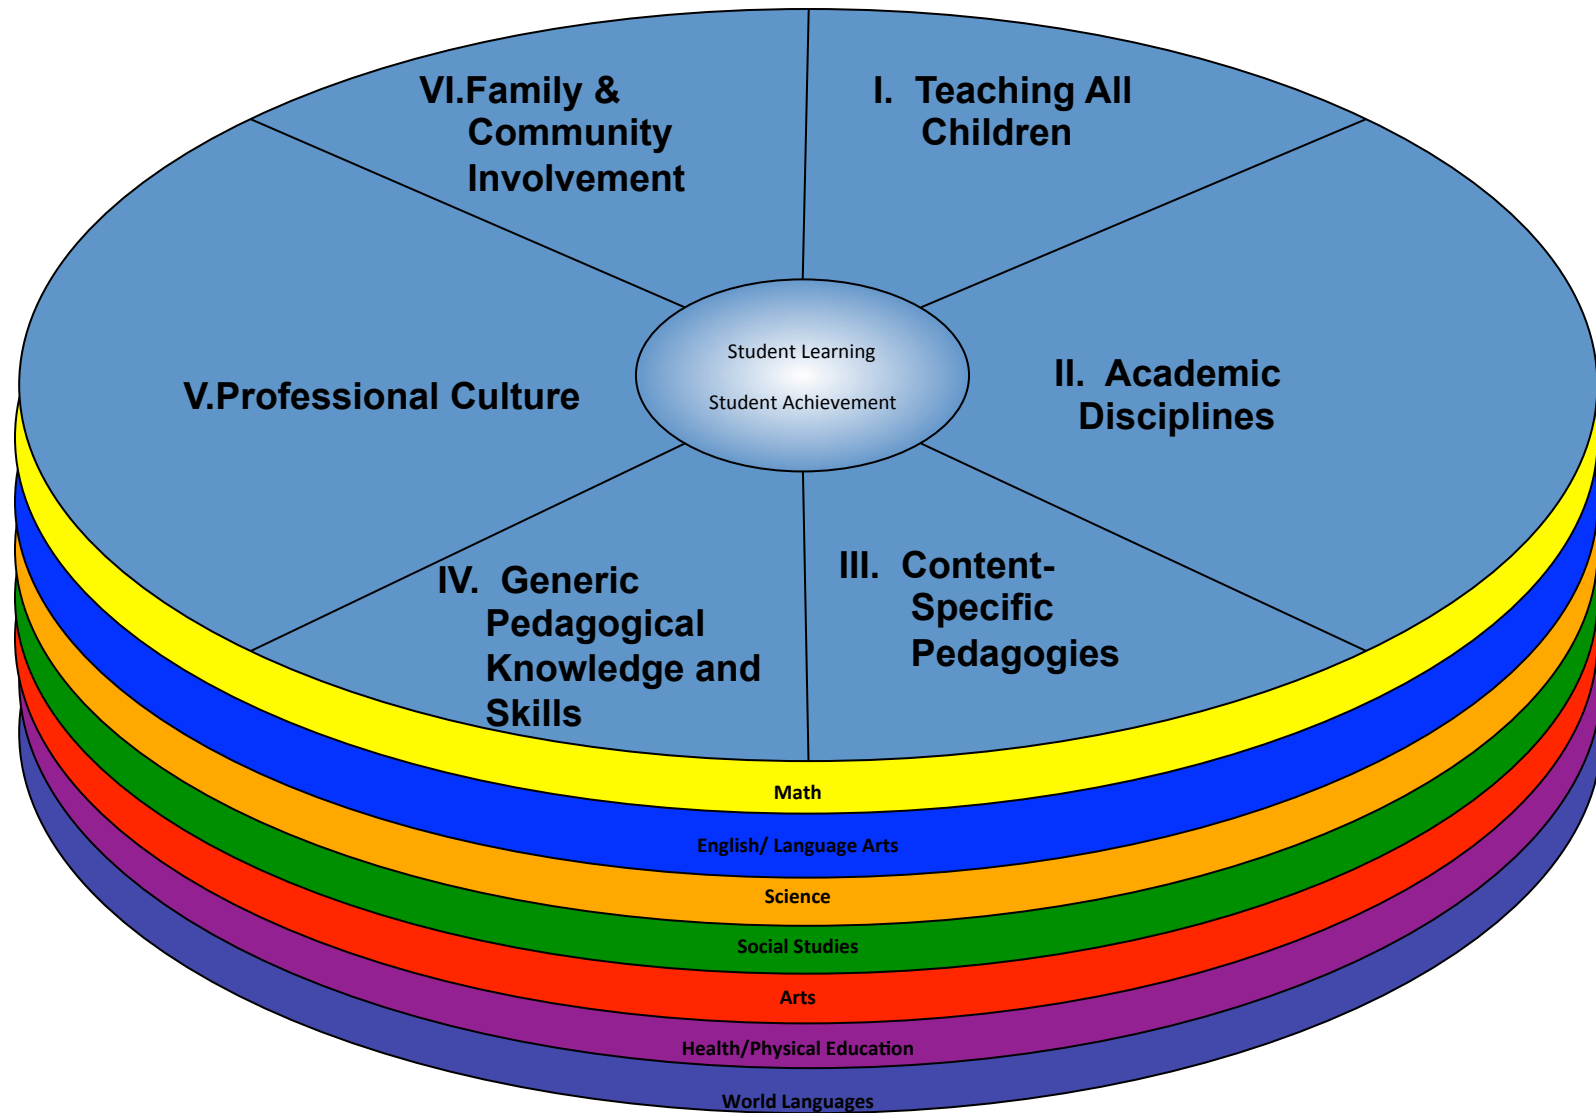 VI.Family &
Community
Involvement
I. Teaching All
Children
Student Learning
Student Achievement
V.Professional Culture
II. Academic
Disciplines
IV. Generic
Pedagogical
Knowledge and
Skills
III. Content-
Specific
Pedagogies
Math
English/ Language Arts
Science
Social Studies
Arts
Health/Physical Education
World Languages